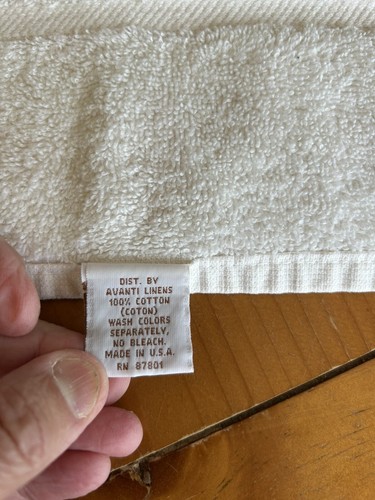 DIST. BY
AVANTI LINENS
100% COTTON
(COTON)
WASH COLORS
SEPARATELY,
NO BLEACH.
MADE IN U.S.A.
RN 87801